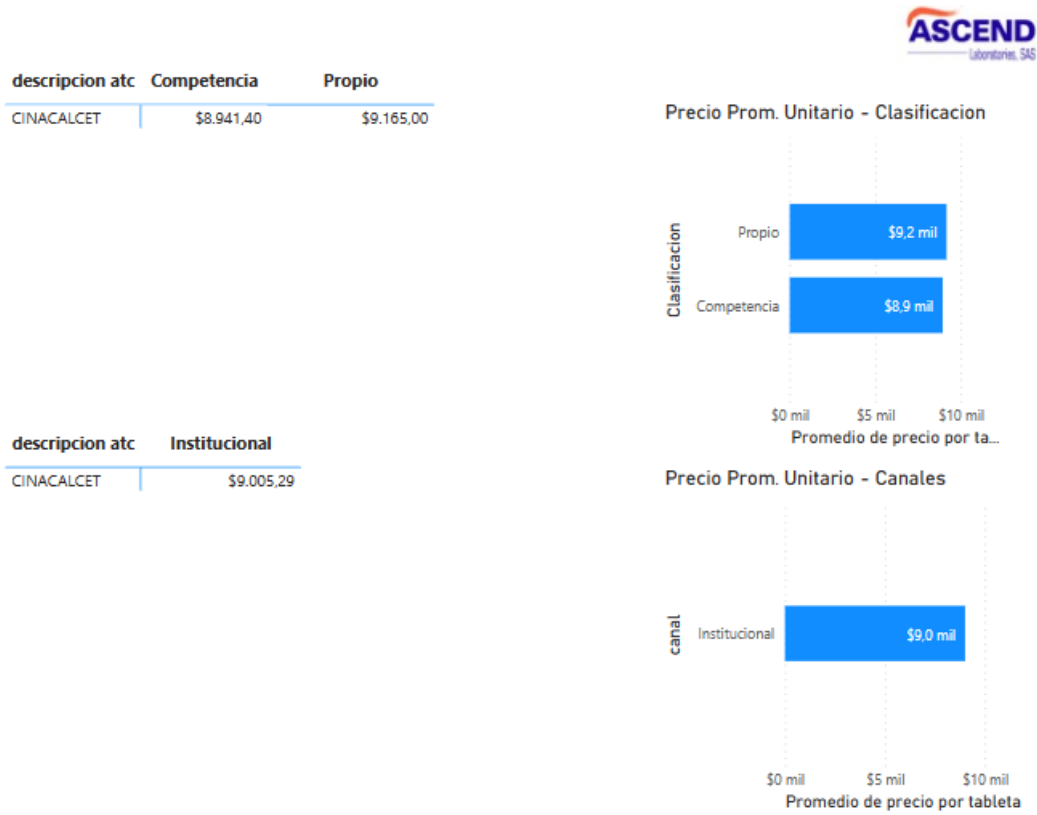 ASCEND
Laboratories, SAS
descripcion atc Competencia Propio
CINACALCET $8.941,40 $9.165,00
Precio Prom. Unitario - Clasificacion
Clasificacion
Propio $9,2 mil
Competencia $8,9 mil
$0 mil $5 mil $10 mil
Promedio de precio por ta...
descripcion atc Institucional
CINACALCET $9.005,29
Precio Prom. Unitario - Canales
canal
Institucional $9,0 mil
$0 mil $5 mil $10 mil
Promedio de precio por tableta